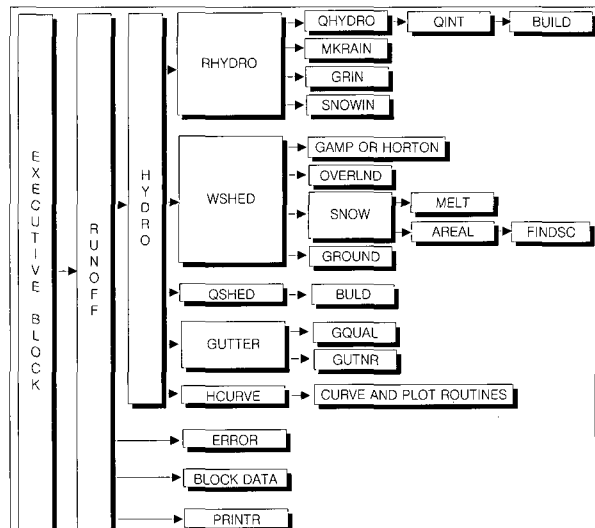 EXECUTIVE BLOCK
RUNOFF
HYDRO
RHYDRO
QHYDRO
QINT
BUILD
MKRAIN
GRIN
SNOWIN
WSHED
GAMP OR HORTON
OVERLND
SNOW
MELT
AREAL
FINDSC
GROUND
QSHED
BULD
GUTTER
GQUAL
GUTNR
HCURVE
CURVE AND PLOT ROUTINES
ERROR
BLOCK DATA
PRINTR